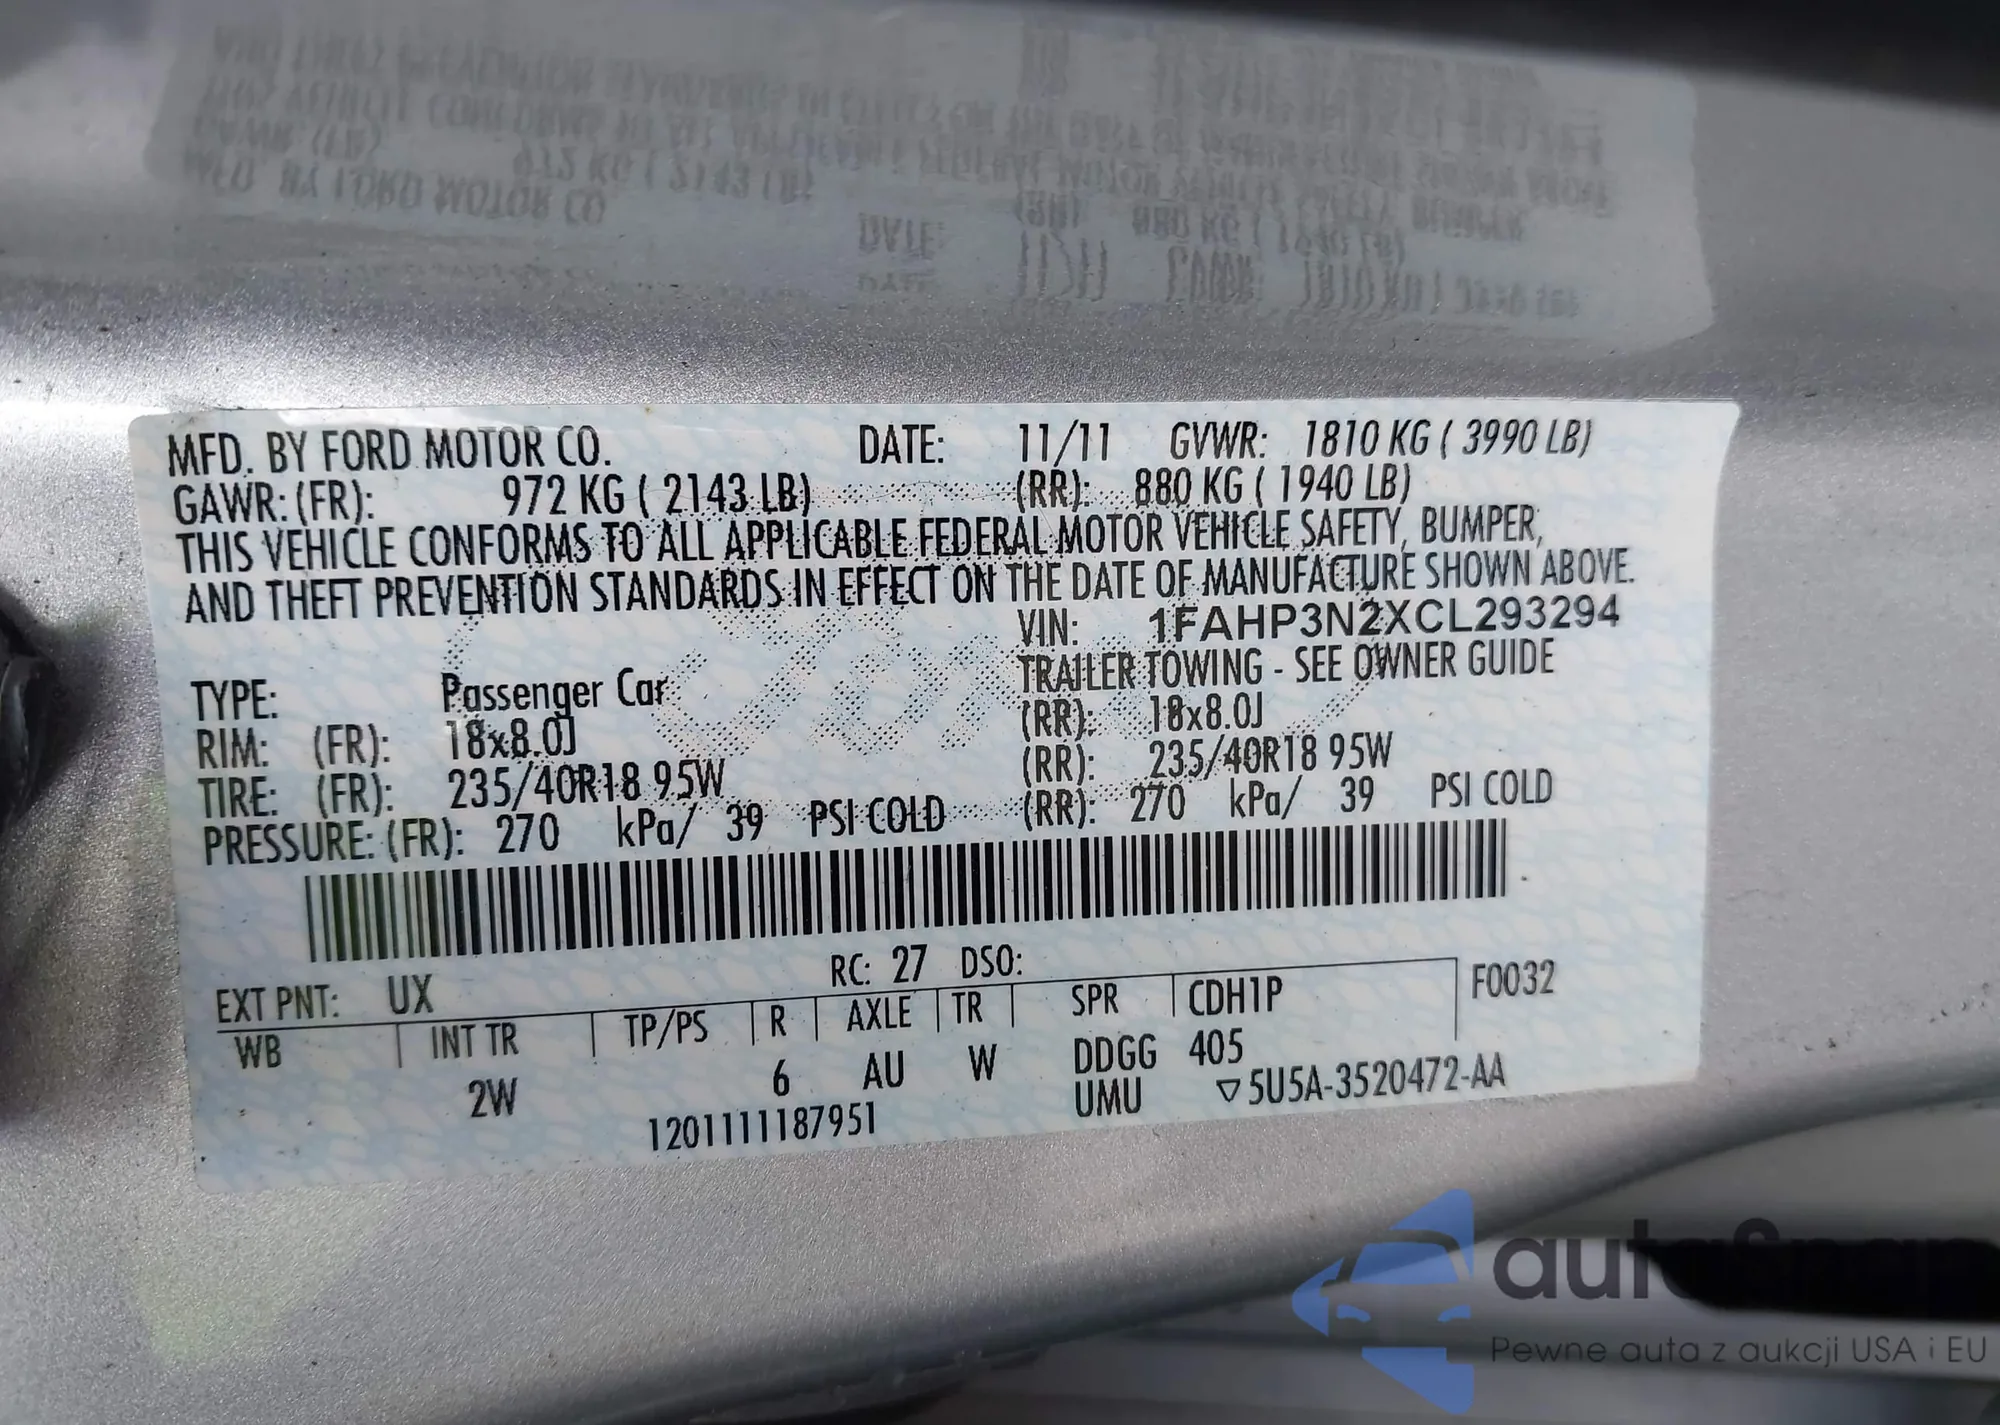 MFD. BY FORD MOTOR CO. DATE: 11/11 GVWR: 1810 KG ( 3990 LB)
GAWR: (FR): 972 KG ( 2143 LB) (RR): 880 KG ( 1940 LB)
THIS VEHICLE CONFORMS TO ALL APPLICABLE FEDERAL MOTOR VEHICLE SAFETY, BUMPER,
AND THEFT PREVENTION STANDARDS IN EFFECT ON THE DATE OF MANUFACTURE SHOWN ABOVE.
VIN: 1FAHP3N2XCL293294
TYPE: Passenger Car TRAILER TOWING - SEE OWNER GUIDE
RIM: (FR): 18x8.0J (RR): 18x8.0J
TIRE: (FR): 235/40R18 95W (RR): 235/40R18 95W
PRESSURE: (FR): 270 kPa/ 39 PSI COLD (RR): 270 kPa/ 39 PSI COLD
EXT PNT: UX RC: 27 DSO: F0032
WB INT TR TP/PS R AXLE TR SPR CDH1P
2W 6 AU W DDGG 405
UMU ▽5U5A-3520472-AA
1201111187951
Pewne auta z aukcji USA i EU